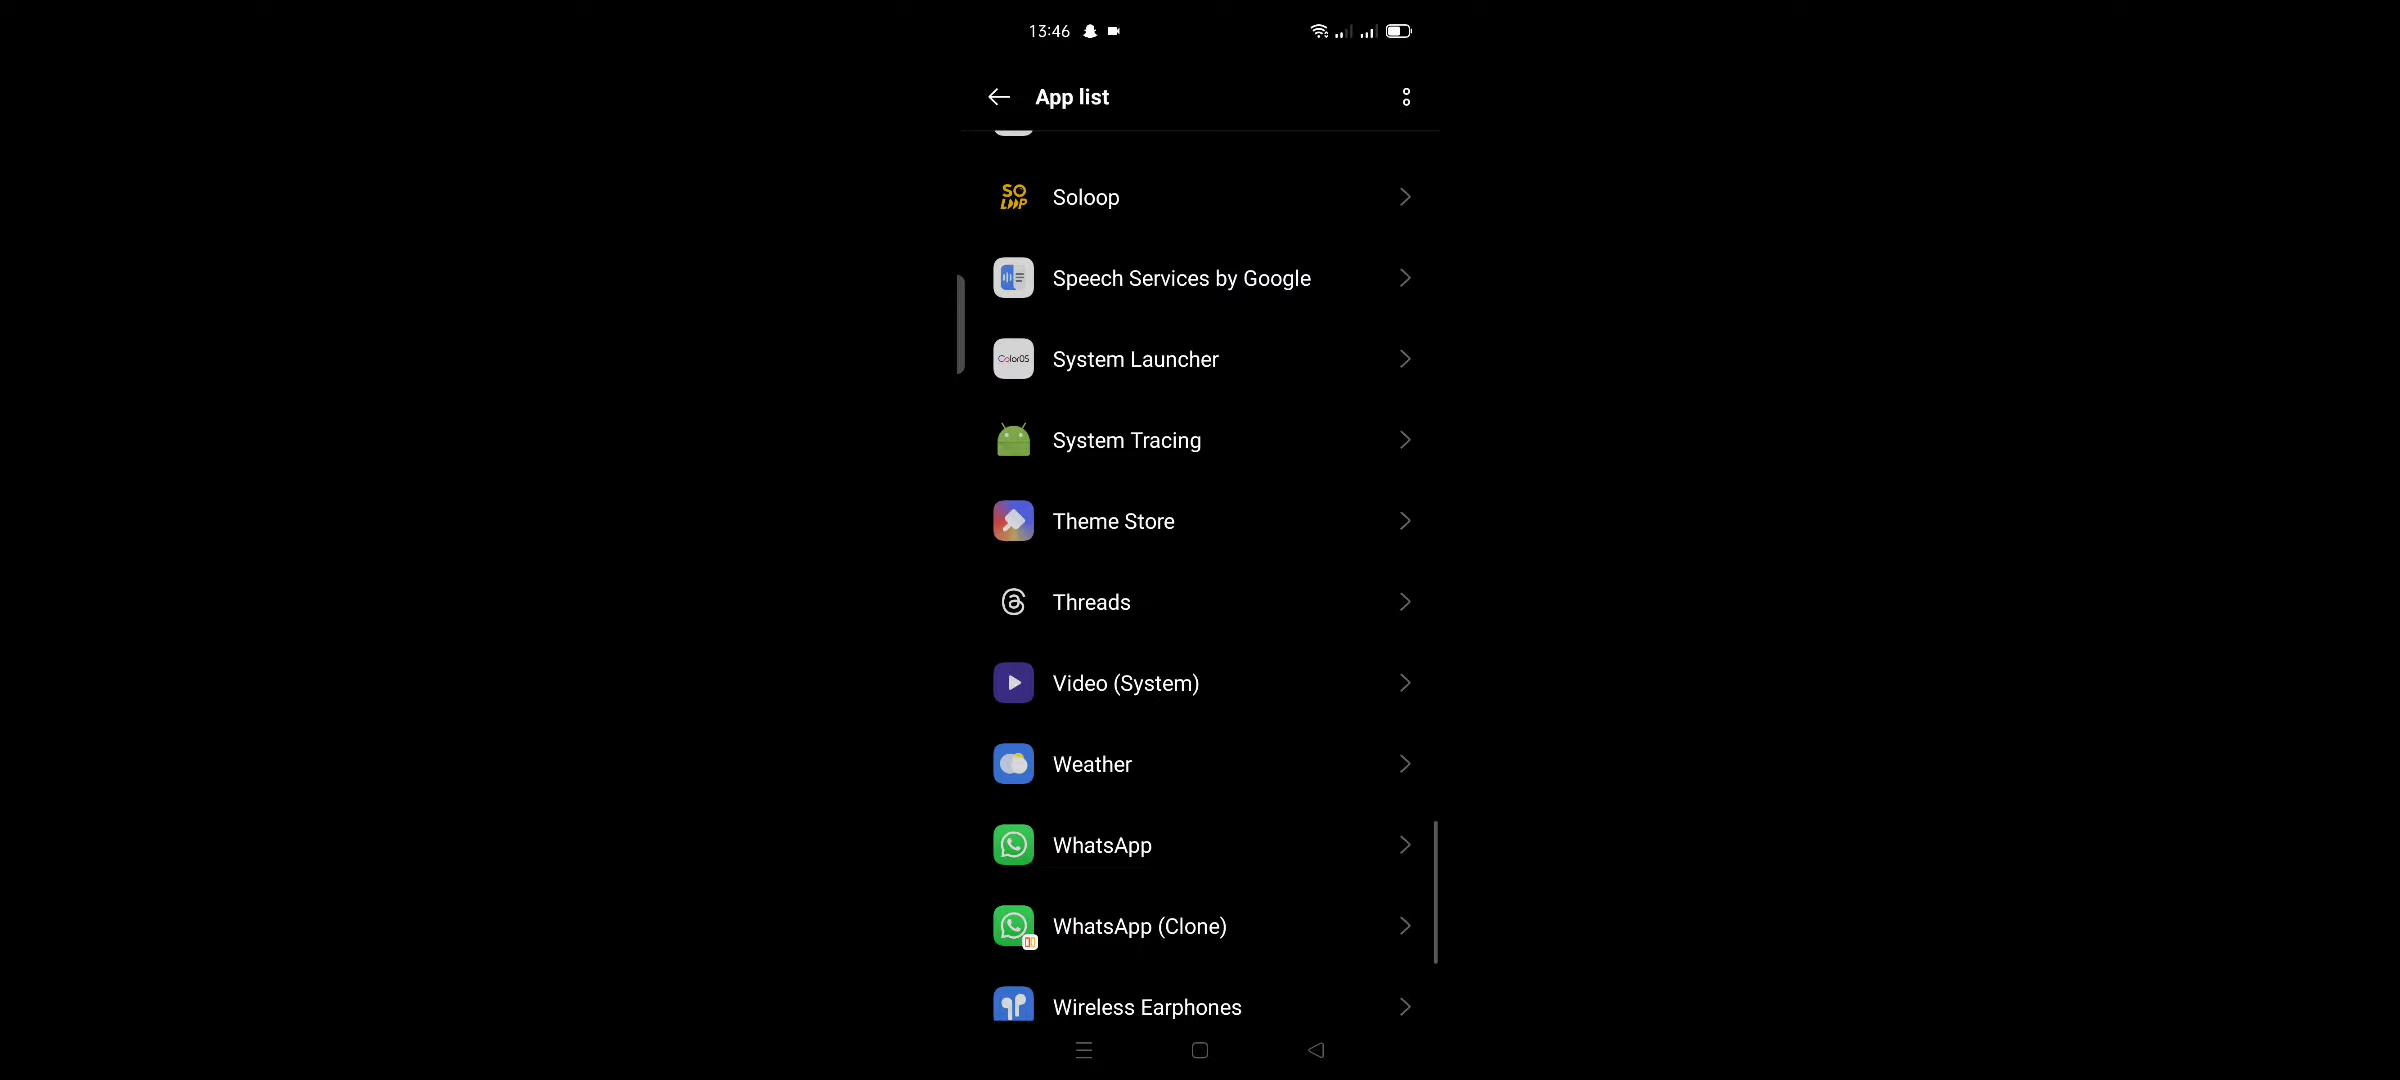 13:46
App list
SO
LOOP
Soloop
Speech Services by Google
ColorOS
System Launcher
System Tracing
Theme Store
Threads
Video (System)
Weather
WhatsApp
WhatsApp (Clone)
Wireless Earphones